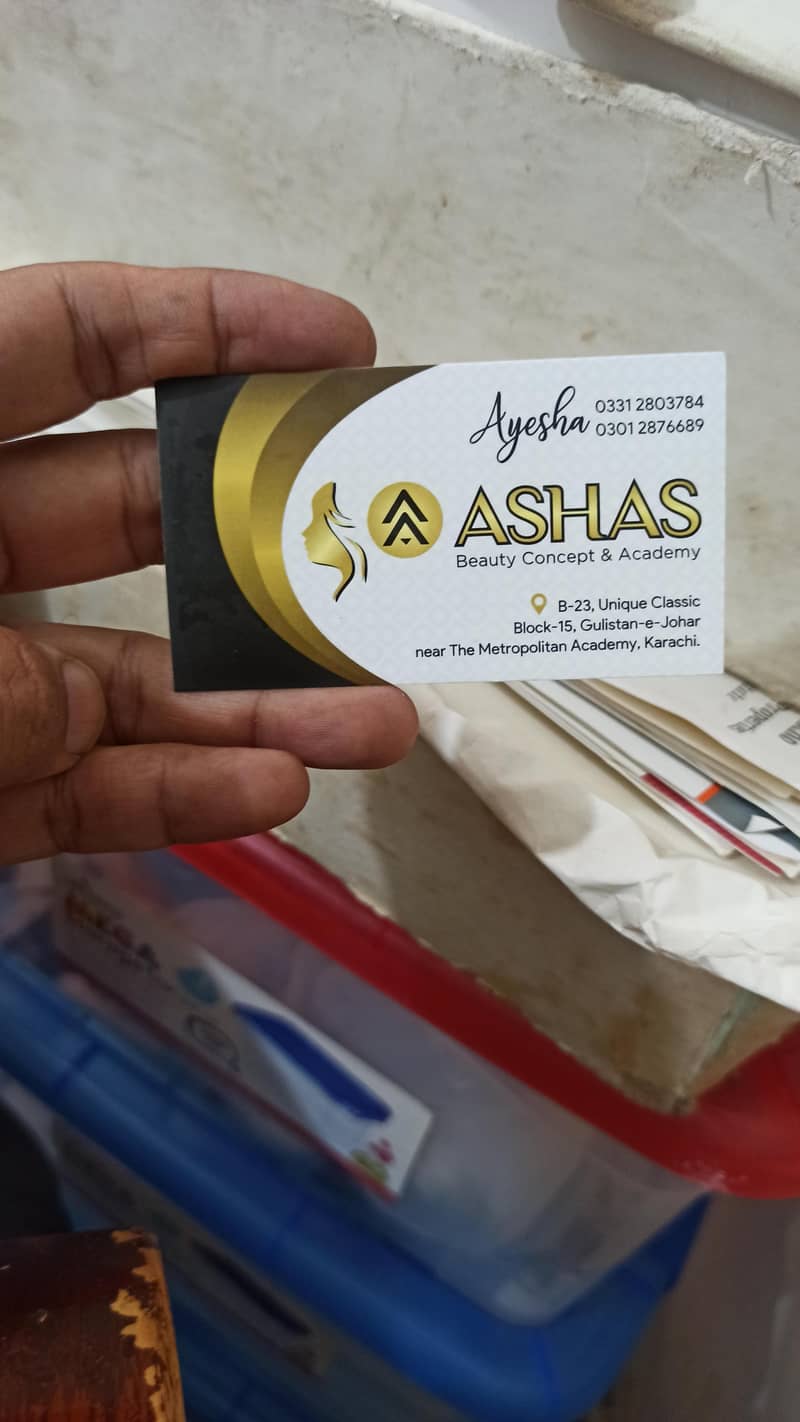 Ayesha
0331 2803784
0301 2876689
ASHAS
Beauty Concept & Academy
B-23, Unique Classic
Block-15, Gulistan-e-Johar
near The Metropolitan Academy, Karachi.